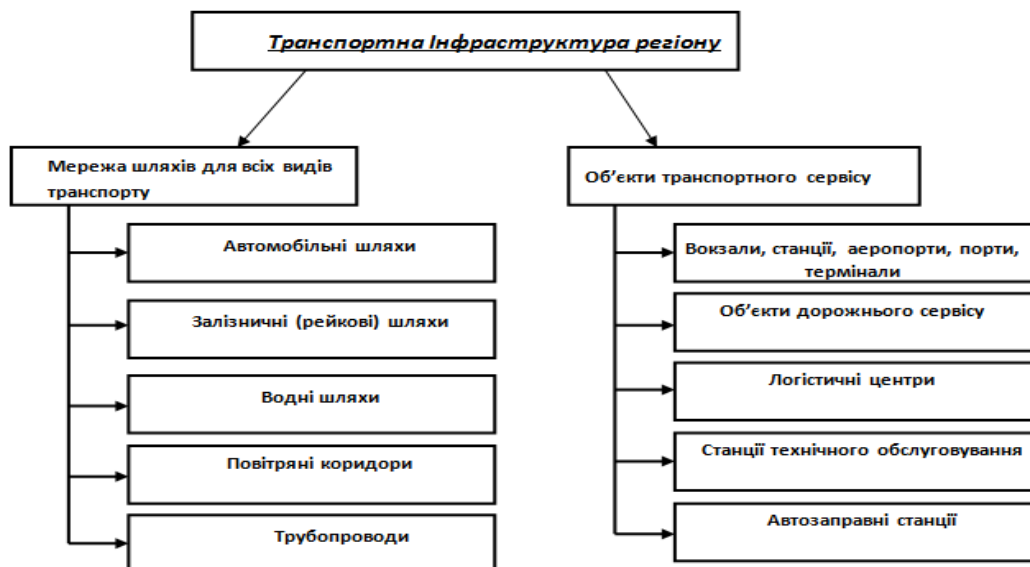 Транспортна Інфраструктура регіону
Мережа шляхів для всіх видів
транспорту
Автомобільні шляхи
Залізничні (рейкові) шляхи
Водні шляхи
Повітряні коридори
Трубопроводи
Об’єкти транспортного сервісу
Вокзали, станції, аеропорти, порти,
термінали
Об’єкти дорожнього сервісу
Логістичні центри
Станції технічного обслуговування
Автозаправні станції